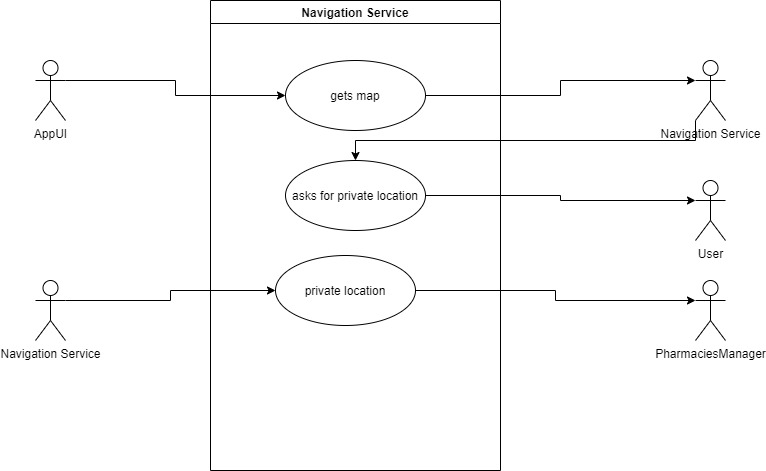 Navigation Service
gets map
AppUI
Navigation Service
asks for private location
User
private location
Navigation Service
PharmaciesManager